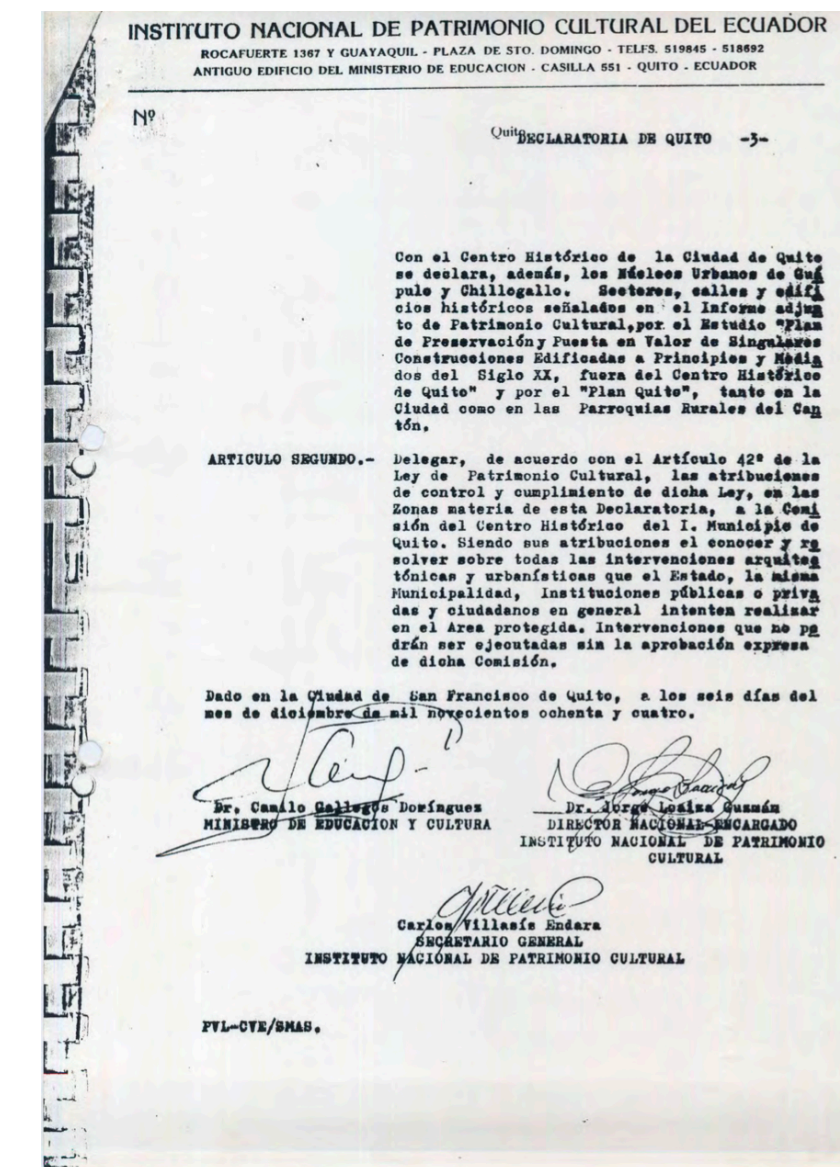 INSTITUTO NACIONAL DE PATRIMONIO CULTURAL DEL ECUADOR
ROCAFUERTE 1367 Y GUAYAQUIL - PLAZA DE STO. DOMINGO - TELFS. 519845 - 518692
ANTIGUO EDIFICIO DEL MINISTERIO DE EDUCACION - CASILLA 551 - QUITO - ECUADOR
Nº
Quito DECLARATORIA DE QUITO -3-
Con el Centro Histórico de la Ciudad de Quito
se declara, además, los Núcleos Urbanos de Guá
pulo y Chillogallo. Sectores, calles y edifi
cios históricos señalados en el Informe adjun
to de Patrimonio Cultural,por el Estudio "Plan
de Preservación y Puesta en Valor de Singulares
Construcciones Edificadas a Principios y Media
dos del Siglo XX, fuera del Centro Histórico
de Quito" y por el "Plan Quito", tanto en la
Ciudad como en las Parroquias Rurales del Can
tón.
ARTICULO SEGUNDO.- Delegar, de acuerdo con el Artículo 42º de la
Ley de Patrimonio Cultural, las atribuciones
de control y cumplimiento de dicha Ley, en las
Zonas materia de esta Declaratoria, a la Comi
sión del Centro Histórico del I. Municipio de
Quito. Siendo sus atribuciones el conocer y re
solver sobre todas las intervenciones arquitec
tónicas y urbanísticas que el Estado, la misma
Municipalidad, Instituciones públicas o priva
das y ciudadanos en general intenten realizar
en el Area protegida. Intervenciones que no po
drán ser ejecutadas sin la aprobación expresa
de dicha Comisión.
Dado en la Ciudad de San Francisco de Quito, a los seis días del
mes de diciembre de mil novecientos ochenta y cuatro.
Dr. Camilo Gallegos Domínguez Dr. Jorge Loaiza Guzmán
MINISTRO DE EDUCACION Y CULTURA DIRECTOR NACIONAL ENCARGADO
INSTITUTO NACIONAL DE PATRIMONIO
CULTURAL
Carlos Villasís Endara
SECRETARIO GENERAL
INSTITUTO NACIONAL DE PATRIMONIO CULTURAL
PVL-CVE/SMAS.